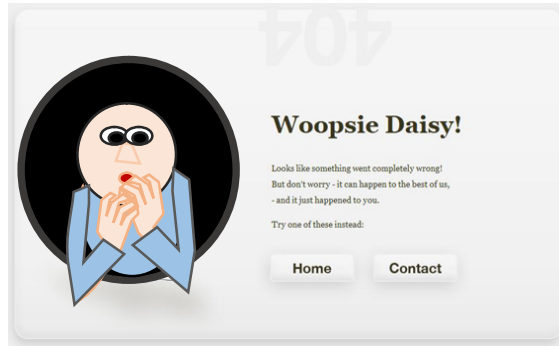 404
Woopsie Daisy!
Looks like something went completely wrong!
But don't worry - it can happen to the best of us,
- and it just happened to you.
Try one of these instead:
Home
Contact